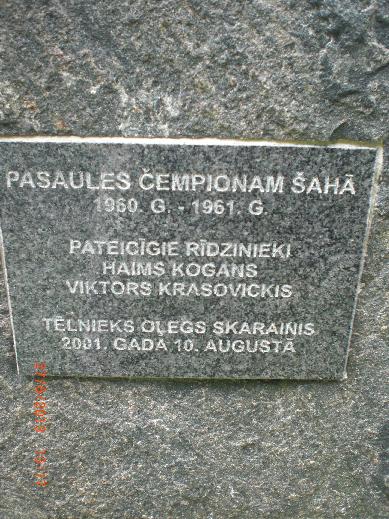 PASAULES ČEMPIONAM ŠAHĀ
1960. G. - 1961. G.
PATEICĪGIE RĪDZINIEKI
HAIMS KOGANS
VIKTORS KRASOVICKIS
TĒLNIEKS OĻEGS SKARAINIS
2001. GADA 10. AUGUSTĀ